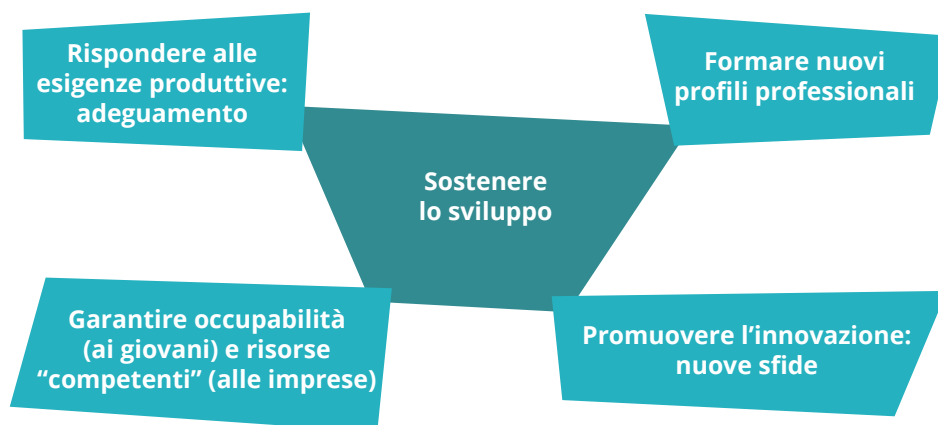 Rispondere alle
esigenze produttive:
adeguamento
Formare nuovi
profili professionali
Sostenere
lo sviluppo
Garantire occupabilità
(ai giovani) e risorse
“competenti” (alle imprese)
Promuovere l’innovazione:
nuove sfide